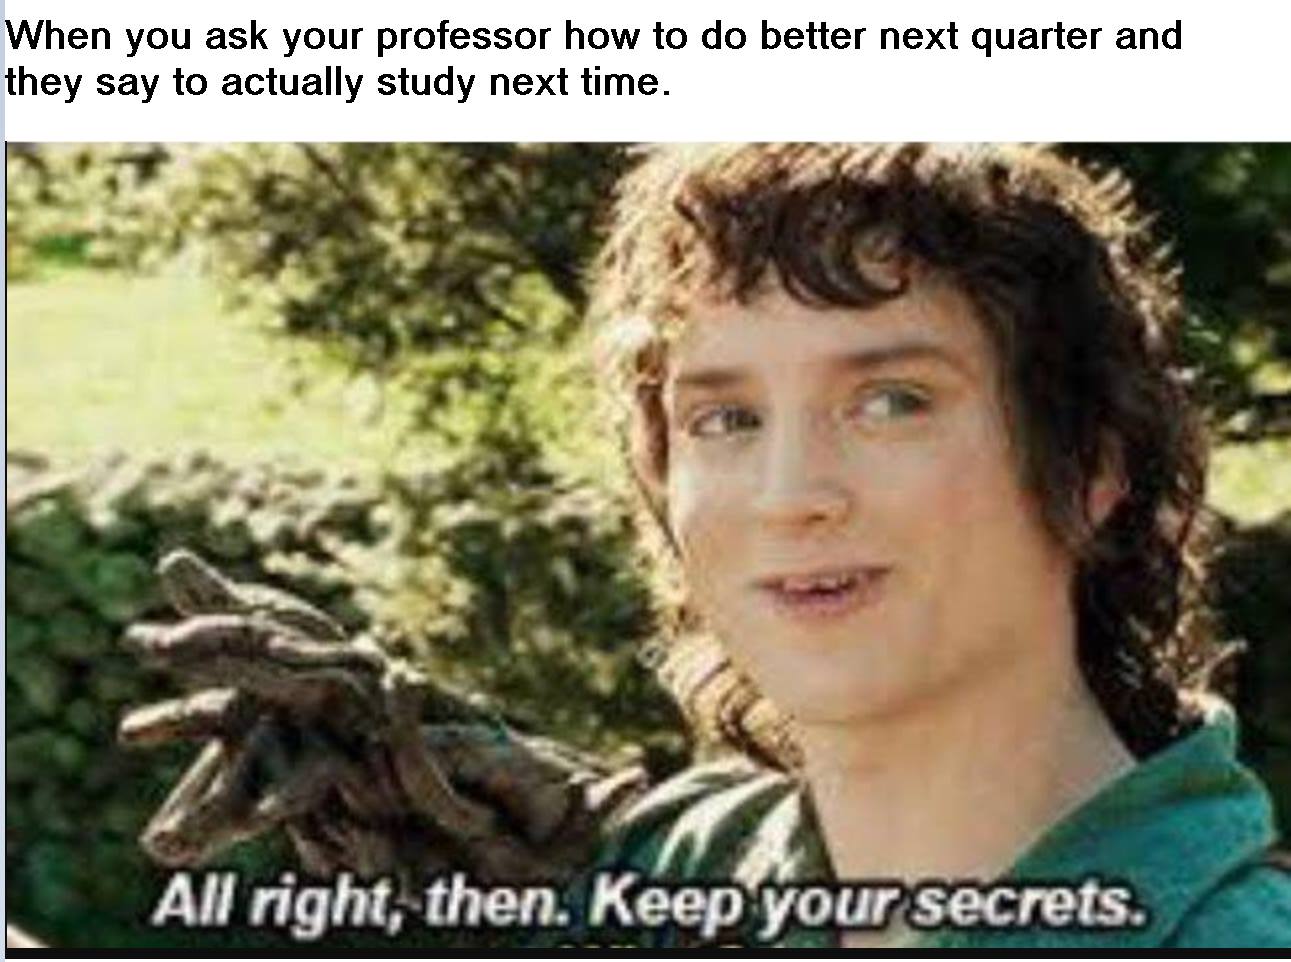 When you ask your professor how to do better next quarter and
they say to actually study next time.
All right, then. Keep your secrets.